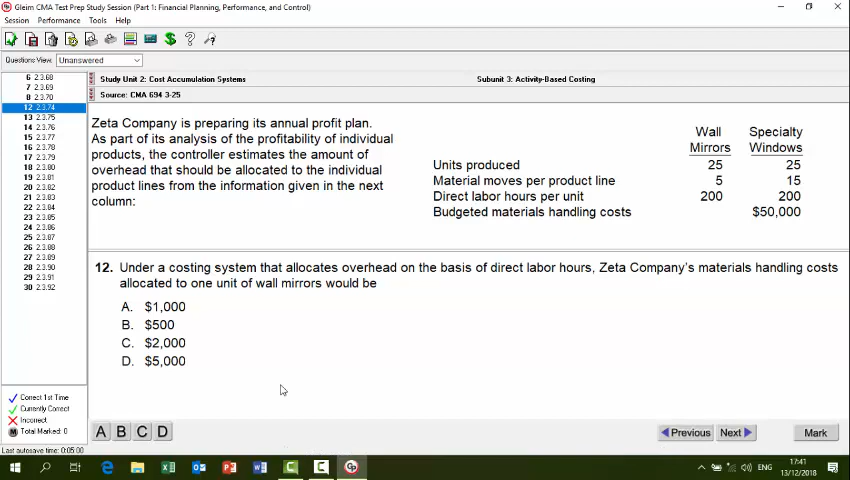 Gleim CMA Test Prep Study Session (Part 1: Financial Planning, Performance, and Control)
Session Performance Tools Help
Questions View: Unanswered
6 2.3.68
7 2.3.69
8 2.3.70
12 2.3.74
13 2.3.75
14 2.3.76
15 2.3.77
16 2.3.78
17 2.3.79
18 2.3.80
19 2.3.81
20 2.3.82
21 2.3.83
22 2.3.84
23 2.3.85
24 2.3.86
25 2.3.87
26 2.3.88
27 2.3.89
28 2.3.90
29 2.3.91
30 2.3.92
Correct 1st Time
Currently Correct
Incorrect
M Total Marked: 0
Last autosave time: 0:05:00
Study Unit 2: Cost Accumulation Systems Subunit 3: Activity-Based Costing
Source: CMA 694 3-25
Zeta Company is preparing its annual profit plan.
As part of its analysis of the profitability of individual
products, the controller estimates the amount of
overhead that should be allocated to the individual
product lines from the information given in the next
column:
Wall Specialty
Mirrors Windows
Units produced 25 25
Material moves per product line 5 15
Direct labor hours per unit 200 200
Budgeted materials handling costs $50,000
12. Under a costing system that allocates overhead on the basis of direct labor hours, Zeta Company's materials handling costs
allocated to one unit of wall mirrors would be
A. $1,000
B. $500
C. $2,000
D. $5,000
A B C D Previous Next Mark
ENG 17:41
13/12/2018